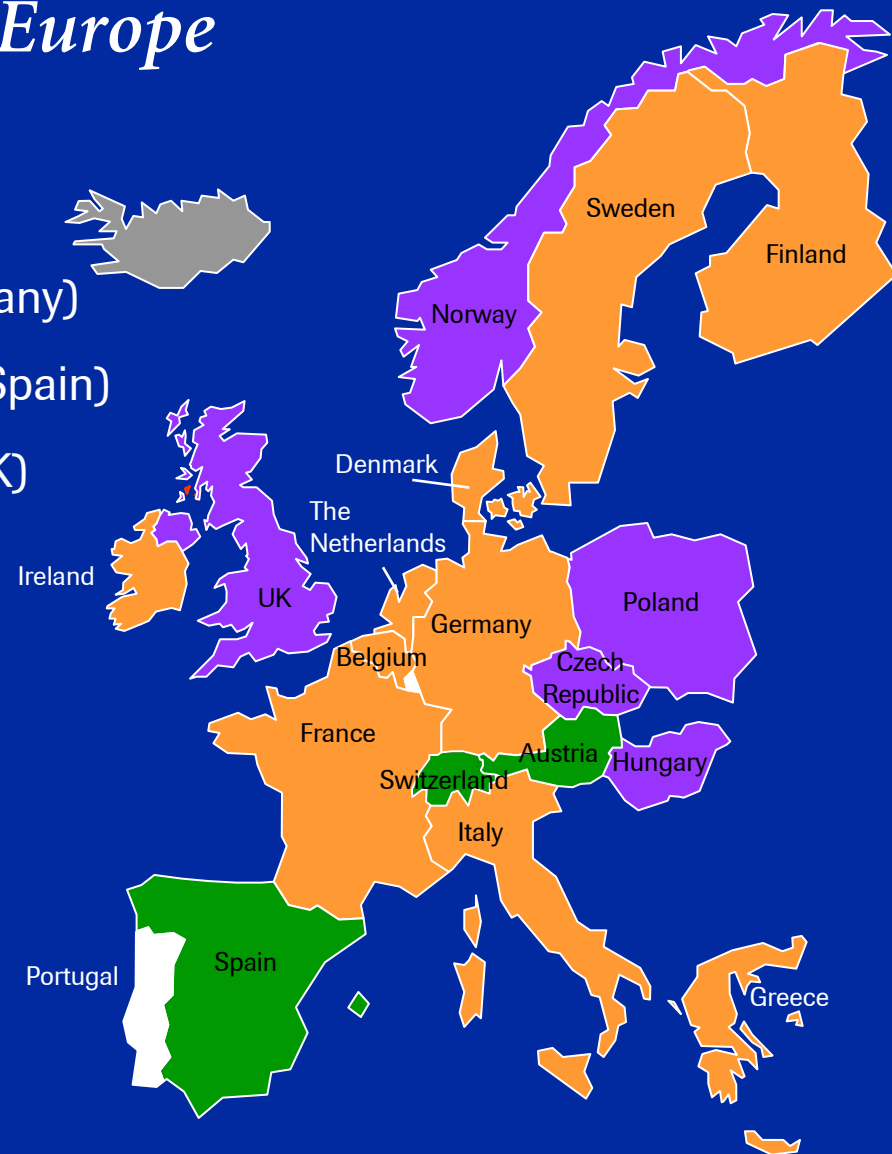 Europe
any)
Spain)
K)
Sweden
Finland
Norway
Denmark
The
Netherlands
Ireland
UK
Germany
Poland
Belgium
Czech
Republic
France
Austria
Hungary
Switzerland
Italy
Spain
Portugal
Greece